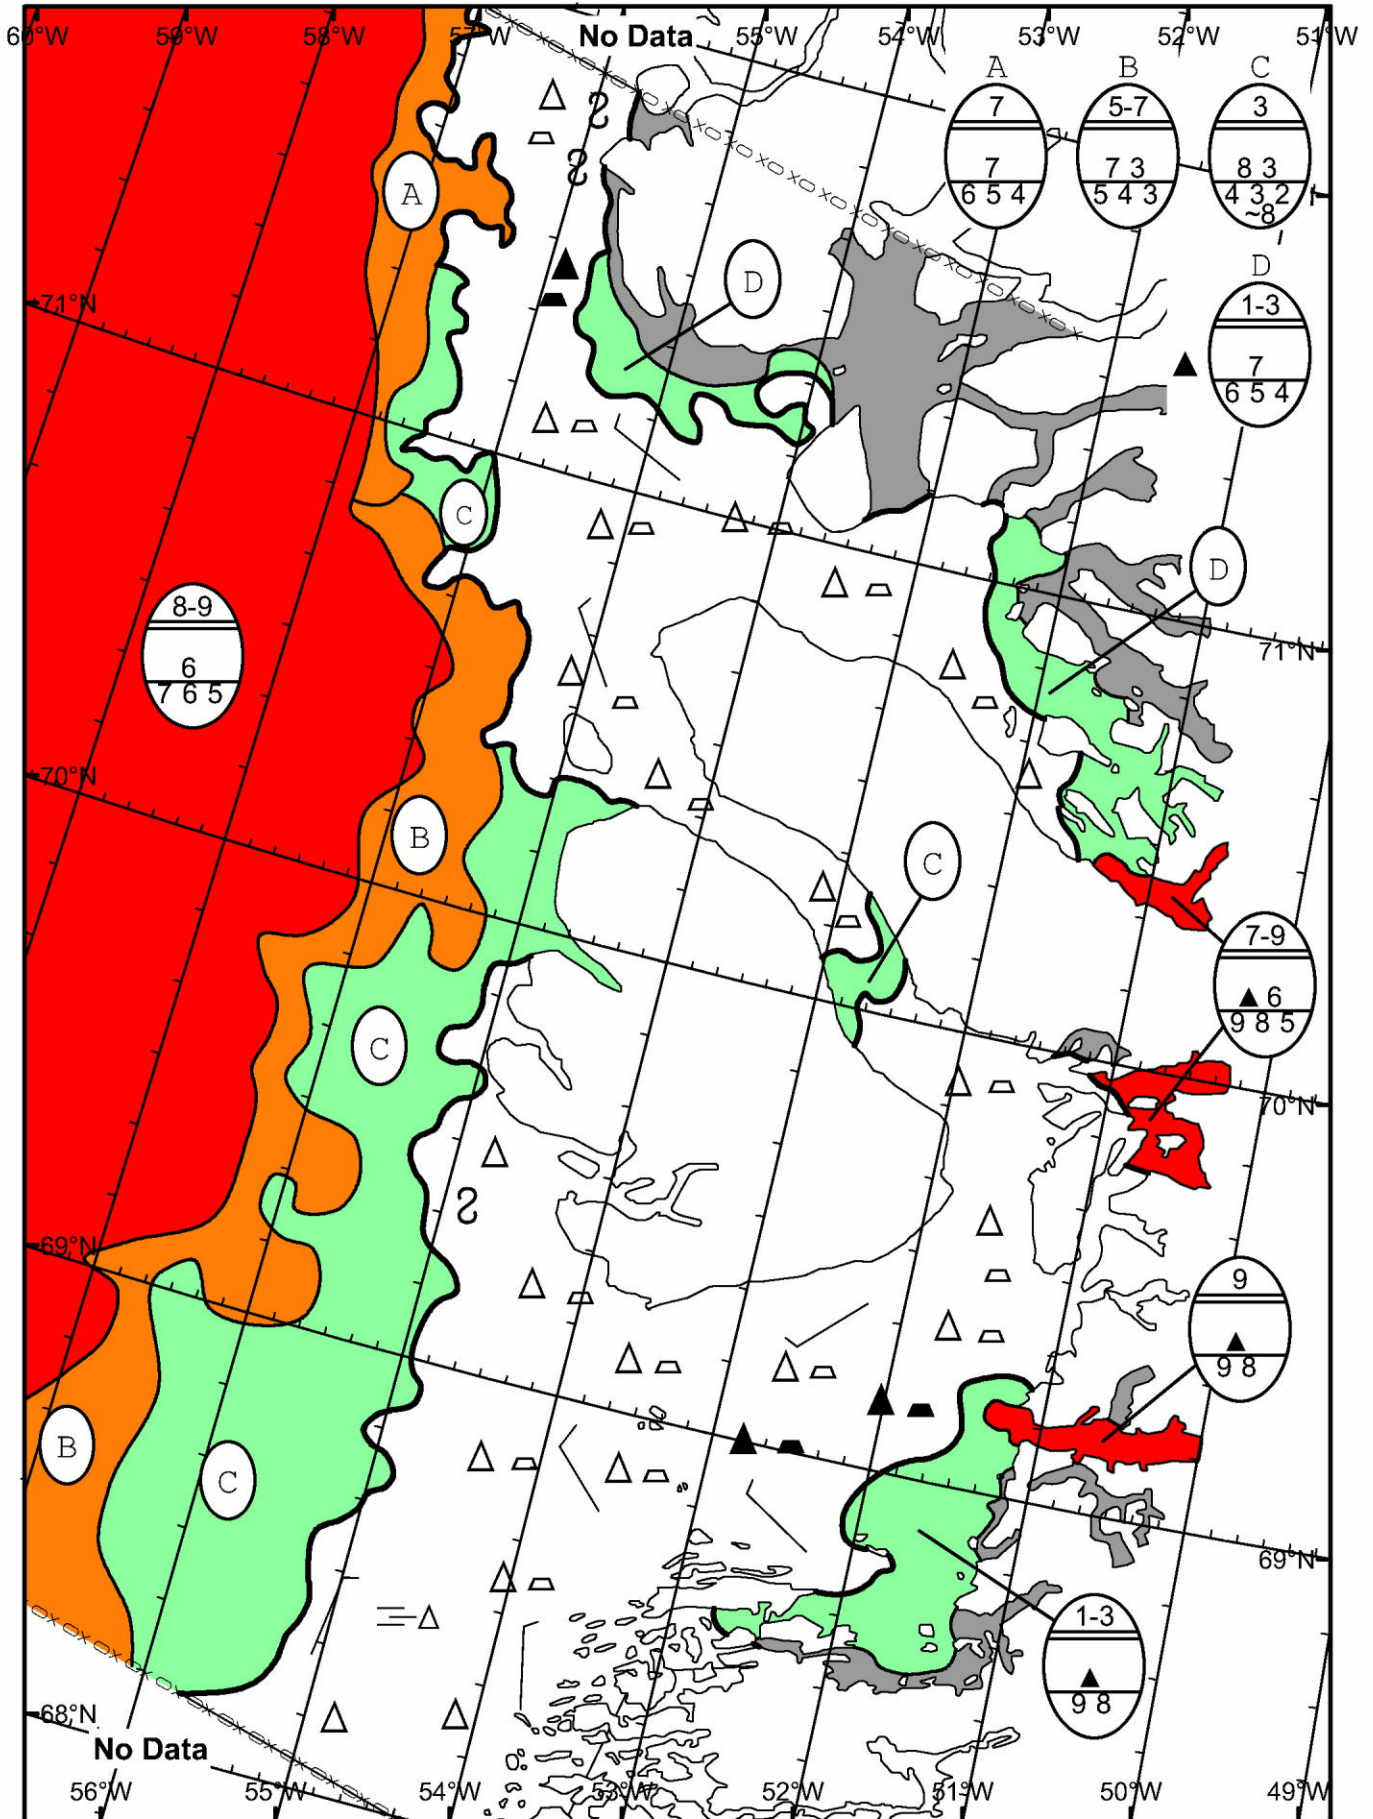 60°W 59°W 58°W 57°W No Data 55°W 54°W 53°W 52°W 51°W
A B C
7 5-7 3
7 7 3 8 3
6 5 4 5 4 3 4 3 2
~8
A
D
D
1-3
7
6 5 4
71°N
C
D
8-9
6
7 6 5
71°N
70°N
B
C
7-9
6
9 8 5
C
70°N
69°N
9
9 8
B
C
69°N
1-3
9 8
68°N
No Data
56°W 55°W 54°W 53°W 52°W 51°W 50°W 49°W